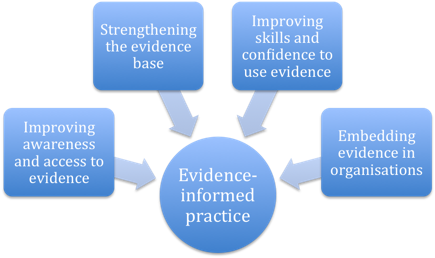 Strengthening
the evidence
base
Improving
skills and
confidence to
use evidence
Improving
awareness
and access to
evidence
Embedding
evidence in
organisations
Evidence-
informed
practice